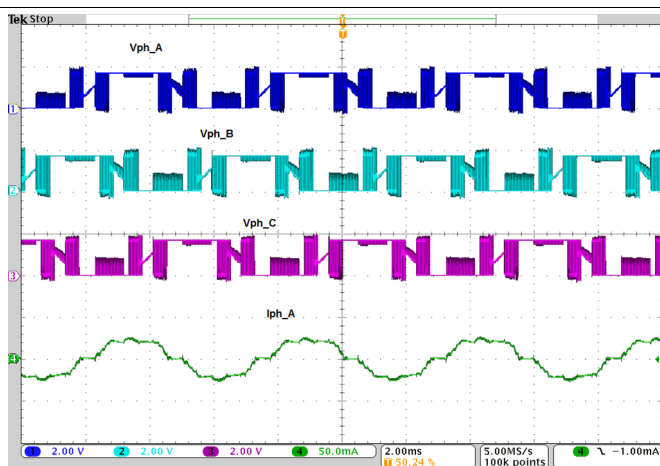 Tek Stop
T
T
Vph_A
1
Vph_B
2
Vph_C
3
Iph_A
4
1 2.00 V 2 2.00 V 3 2.00 V 4 50.0mA 2.00ms 5.00MS/s 4 -1.00mA
T 50.24 % 100k points